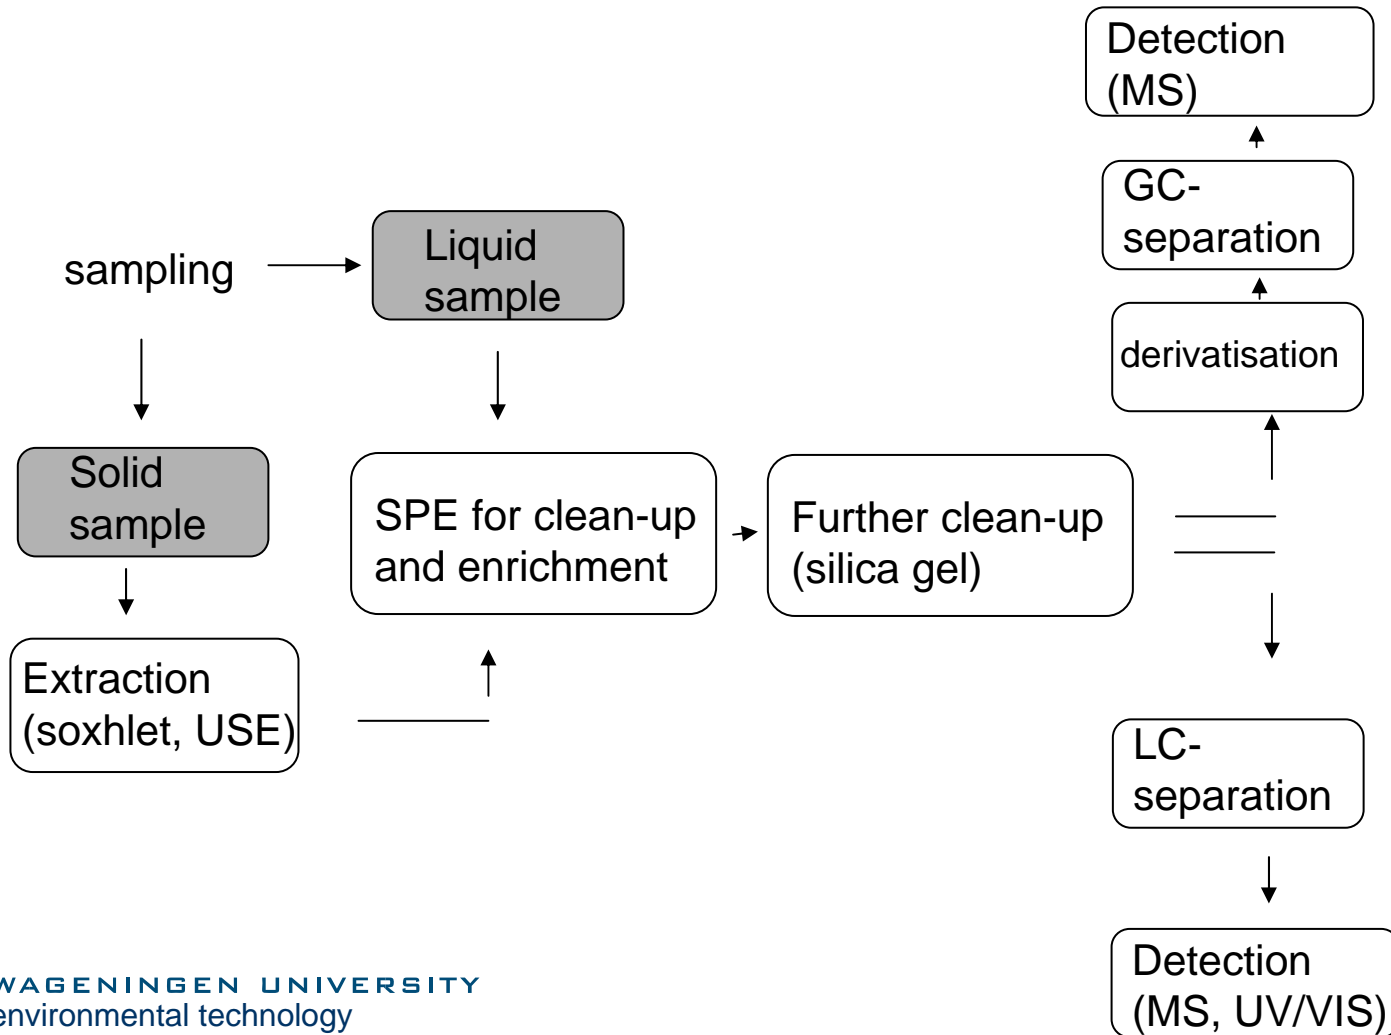 Detection
(MS)
GC-
separation
sampling
Liquid
sample
derivatisation
Solid
sample
SPE for clean-up
and enrichment
Further clean-up
(silica gel)
Extraction
(soxhlet, USE)
LC-
separation
Detection
(MS, UV/VIS)
WAGENINGEN UNIVERSITY
environmental technology